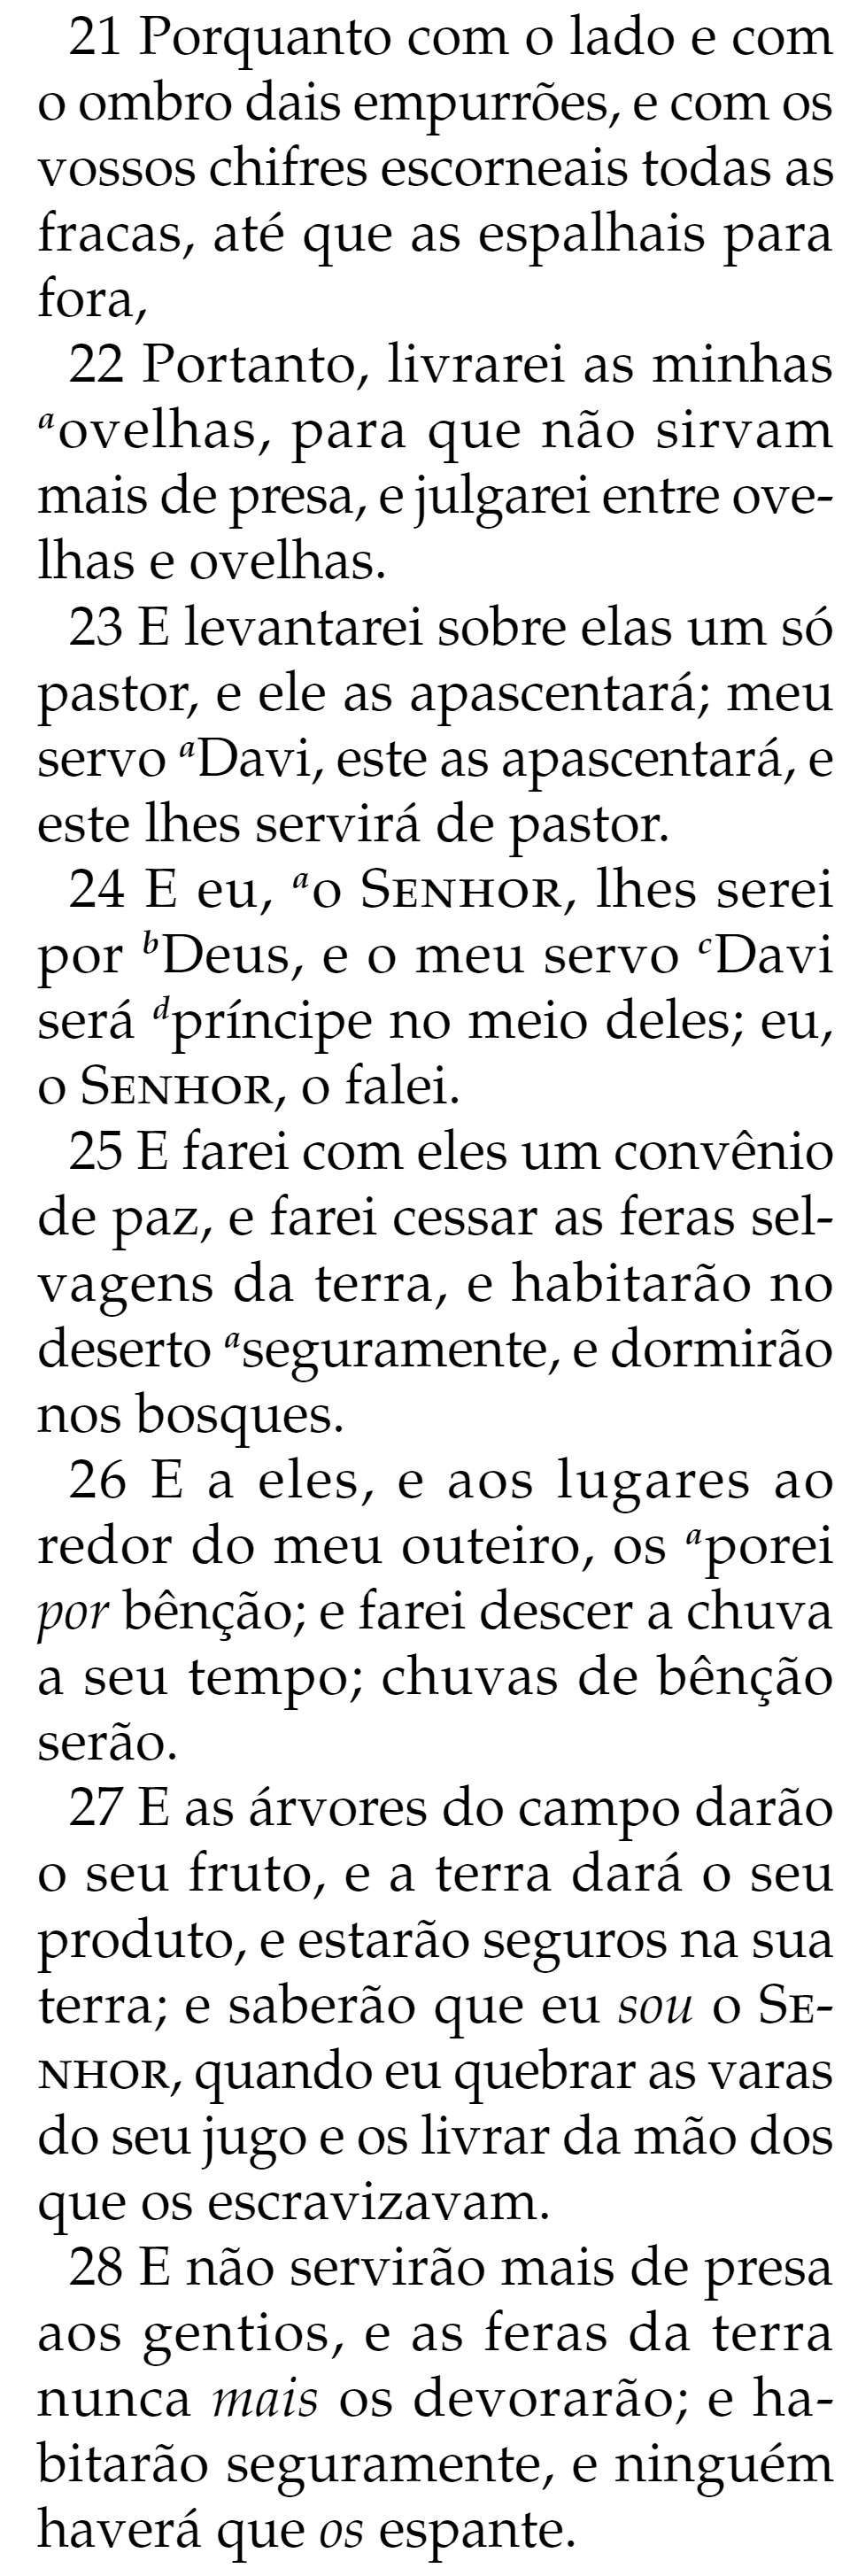 21 Porquanto com o lado e com
o ombro dais empurrões, e com os
vossos chifres escorneais todas as
fracas, até que as espalhais para
fora,
22 Portanto, livrarei as minhas
aovelhas, para que não sirvam
mais de presa, e julgarei entre ove-
lhas e ovelhas.
23 E levantarei sobre elas um só
pastor, e ele as apascentará; meu
servo aDavi, este as apascentará, e
este lhes servirá de pastor.
24 E eu, ao SENHOR, lhes serei
por bDeus, e o meu servo cDavi
será dpríncipe no meio deles; eu,
o SENHOR, o falei.
25 E farei com eles um convênio
de paz, e farei cessar as feras sel-
vagens da terra, e habitarão no
deserto aseguramente, e dormirão
nos bosques.
26 E a eles, e aos lugares ao
redor do meu outeiro, os aporei
por bênção; e farei descer a chuva
a seu tempo; chuvas de bênção
serão.
27 E as árvores do campo darão
o seu fruto, e a terra dará o seu
produto, e estarão seguros na sua
terra; e saberão que eu sou o SE-
NHOR, quando eu quebrar as varas
do seu jugo e os livrar da mão dos
que os escravizavam.
28 E não servirão mais de presa
aos gentios, e as feras da terra
nunca mais os devorarão; e ha-
bitarão seguramente, e ninguém
haverá que os espante.